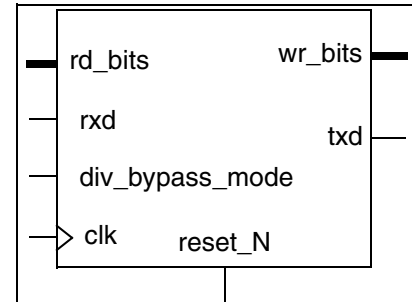 rd_bits wr_bits
rxd
txd
div_bypass_mode
clk reset_N